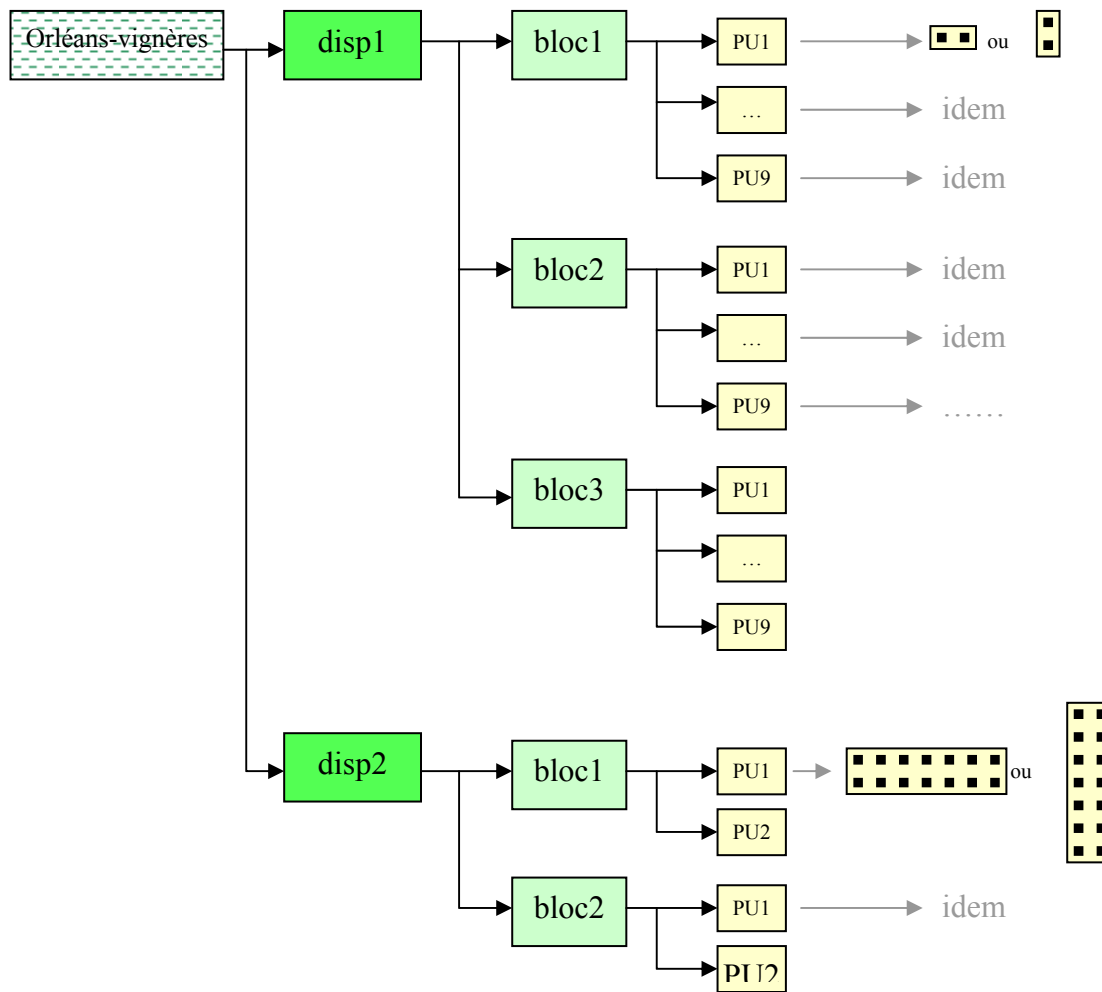 Orléans-vignères
disp1
bloc1
PU1
ou
…
idem
PU9
idem
bloc2
PU1
idem
…
idem
PU9
……
bloc3
PU1
…
PU9
disp2
bloc1
PU1
ou
PU2
bloc2
PU1
idem
PU2